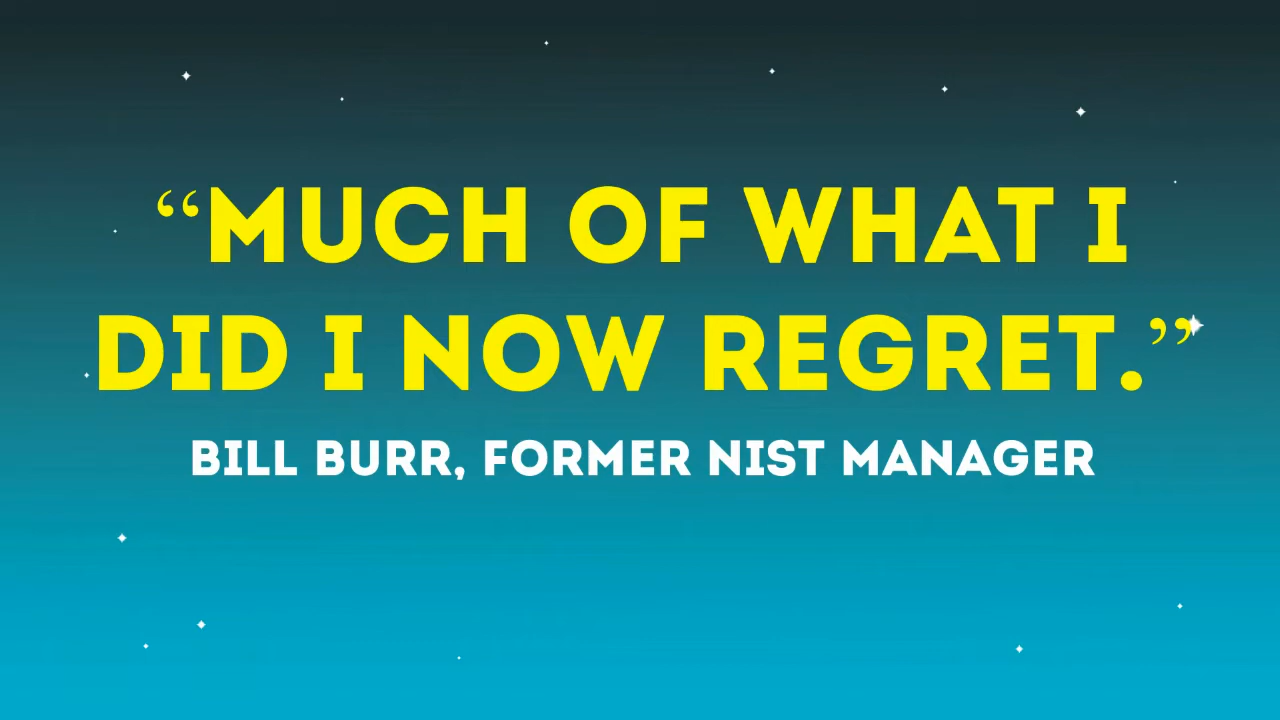 “MUCH OF WHAT I
DID I NOW REGRET.”
BILL BURR, FORMER NIST MANAGER